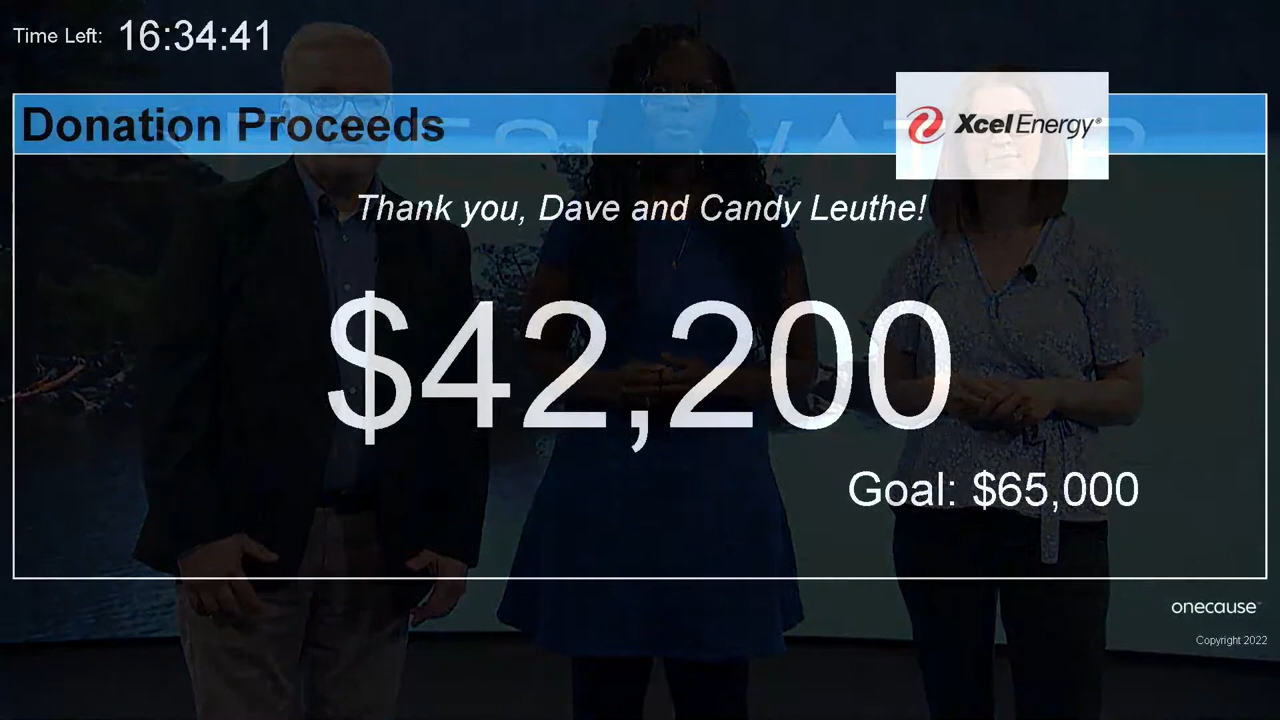 Time Left: 16:34:41
Donation Proceeds
Xcel Energy®
Thank you, Dave and Candy Leuthe!
$42,200
Goal: $65,000
onecause
Copyright 2022